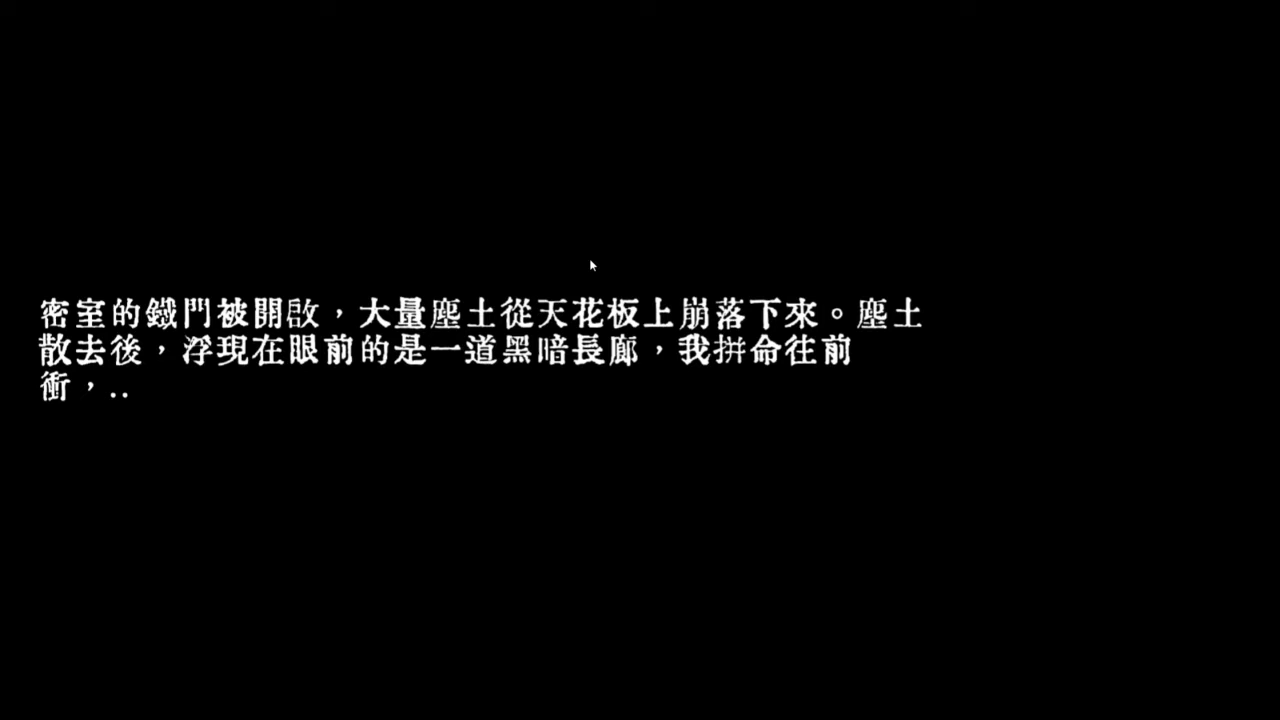 密室的鐵門被開啟，大量塵土從天花板上崩落下來。塵土
散去後，浮現在眼前的是一道黑暗長廊，我拼命往前
衝，..